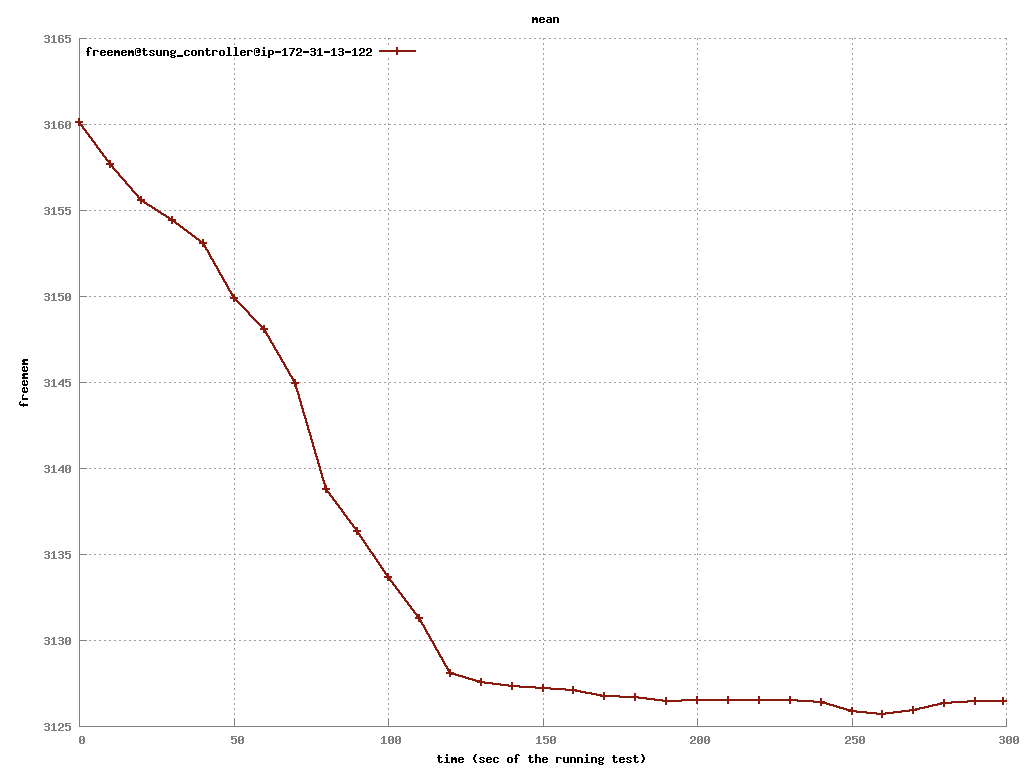 mean
3165
freemem@tsung_controller@ip-172-31-13-122
3160
3155
3150
3145
freemem
3140
3135
3130
3125
0 50 100 150 200 250 300
time (sec of the running test)